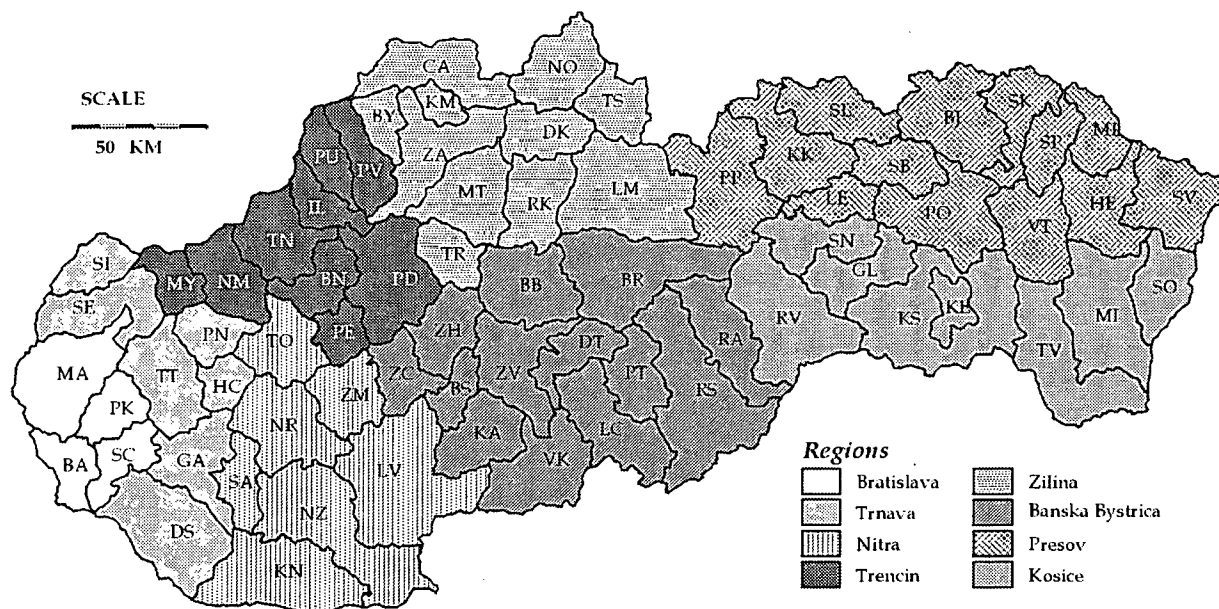 CA
NO
TS
SCALE
50 KM
BY
KM
DK
PU
PV
ZA
MT
RK
LM
IL
TN
TR
BN
PD
MY
NM
SI
SE
PN
TO
PE
MA
TT
HC
PK
ZM
NR
BA
SC
GA
SA
DS
NZ
KN
LV
ZH
ZC
BS
ZV
KA
VK
BB
BR
DT
PT
LC
RS
RA
PP
SL
KK
LE
SB
BJ
SK
SP
ML
PO
VT
HE
SV
SN
GL
RV
KS
KE
TV
MI
SO
Regions
Bratislava
Trnava
Nitra
Trencin
Zilina
Banska Bystrica
Presov
Kosice